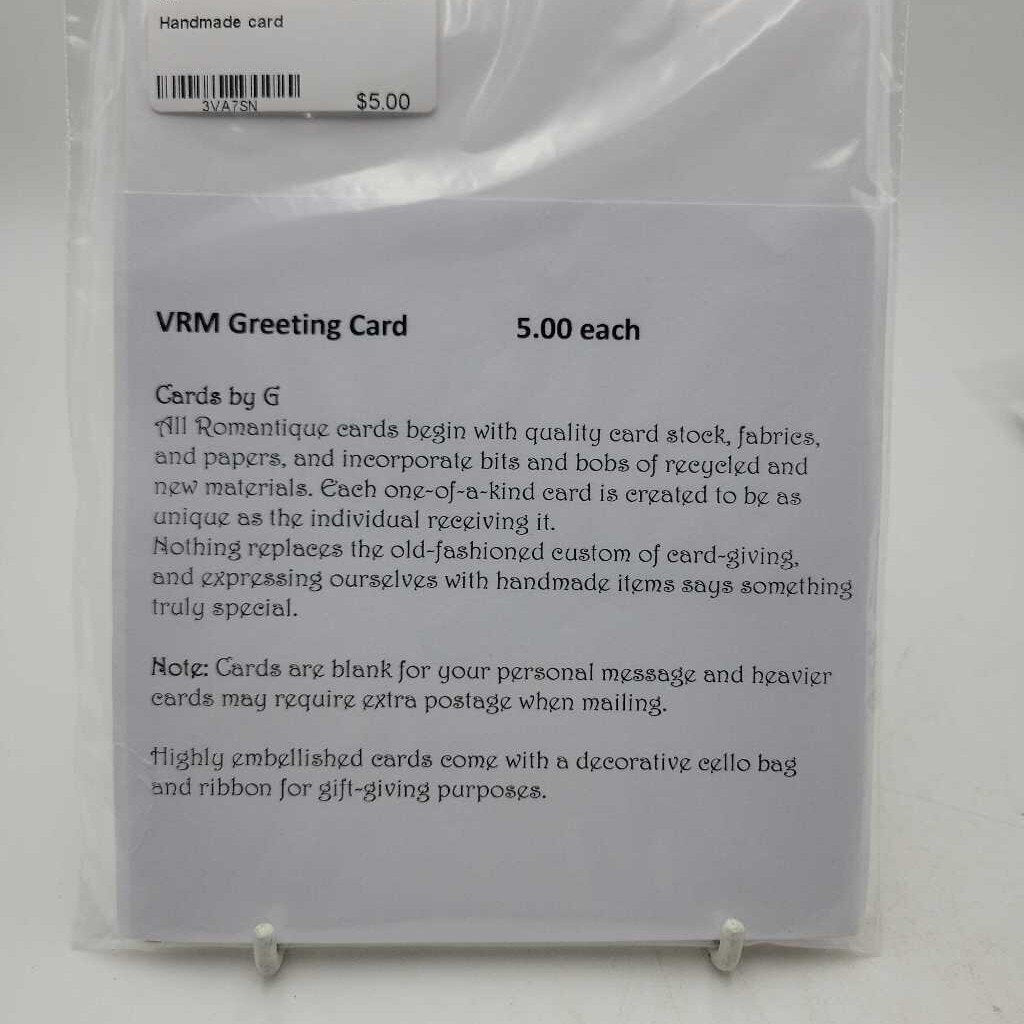 Handmade card
3VA7SN
$5.00
VRM Greeting Card 5.00 each
Cards by G
All Romantique cards begin with quality card stock, fabrics,
and papers, and incorporate bits and bobs of recycled and
new materials. Each one-of-a-kind card is created to be as
unique as the individual receiving it.
Nothing replaces the old-fashioned custom of card-giving,
and expressing ourselves with handmade items says something
truly special.
Note: Cards are blank for your personal message and heavier
cards may require extra postage when mailing.
Highly embellished cards come with a decorative cello bag
and ribbon for gift-giving purposes.